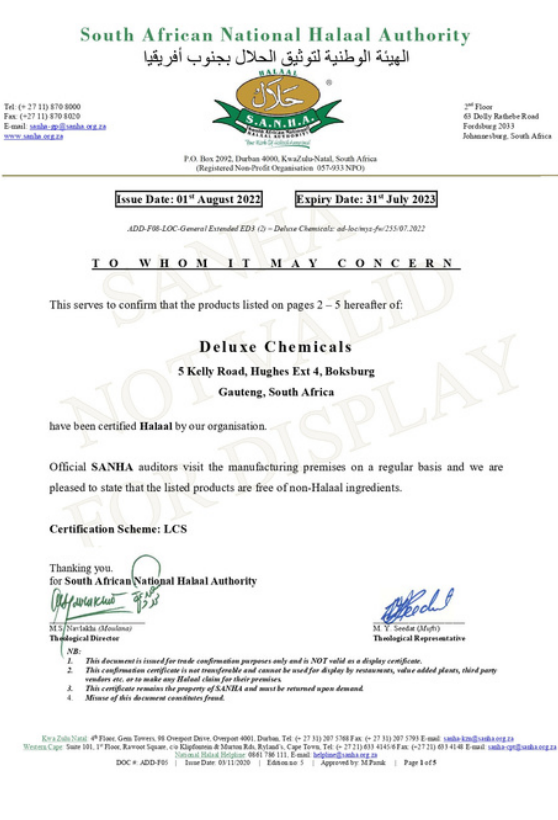 South African National Halaal Authority
الهيئة الوطنية لتوثيق الحلال بجنوب أفريقيا
HALAAL
®
حلال
S.A.N.H.A.
Tel: (+ 27 11) 870 8000
Fax: (+27 11) 870 8020
E-mail: sanha-gp@sanha.org.za
www.sanha.org.za
2nd Floor
63 Dolly Rathebe Road
Fordsburg 2033
Johannesburg, South Africa
P.O. Box 2092, Durban 4000, KwaZulu-Natal, South Africa
(Registered Non-Profit Organisation 057-933 NPO)
Issue Date: 01st August 2022 Expiry Date: 31st July 2023
ADD-F08-LOC-General Extended ED3 (2) – Deluxe Chemicals: ad-loc/mys-fw/255/07.2022
TO WHOM IT MAY CONCERN
This serves to confirm that the products listed on pages 2 – 5 hereafter of:
Deluxe Chemicals
5 Kelly Road, Hughes Ext 4, Boksburg
Gauteng, South Africa
have been certified Halaal by our organisation.
Official SANHA auditors visit the manufacturing premises on a regular basis and we are
pleased to state that the listed products are free of non-Halaal ingredients.
SANHA
NOT VALID
FOR DISPLAY
Certification Scheme: LCS
Thanking you.
for South African National Halaal Authority
M.S. Navlakhi (Moulana)
Theological Director
M. Y. Seedat (Mufti)
Theological Representative
NB:
1. This document is issued for trade confirmation purposes only and is NOT valid as a display certificate.
2. This confirmation certificate is not transferable and cannot be used for display by restaurants, value added plants, third party
vendors etc. or to make any Halaal claim for their premises.
3. This certificate remains the property of SANHA and must be returned upon demand.
4. Misuse of this document constitutes fraud.
Kwa Zulu Natal: 4th Floor, Gem Towers, 98 Overport Drive, Overport 4001, Durban, Tel: (+ 27 31) 207 5768 Fax: (+ 27 31) 207 5793 E-mail: sanha-kzn@sanha.org.za
Western Cape: Suite 101, 1st Floor, Rawoot Square, c/o Klipfontein & Murton Rds, Ryland's, Cape Town, Tel: (+ 27 21) 633 4145/6 Fax: (+27 21) 633 4148 E-mail: sanha-cpt@sanha.org.za
National Halaal Helpline: 0861 786 111, E-mail: helpline@sanha.org.za
DOC #: ADD-F05 | Issue Date: 03/11/2020 | Edition no: 5 | Approved by: M.Paruk | Page 1 of 5